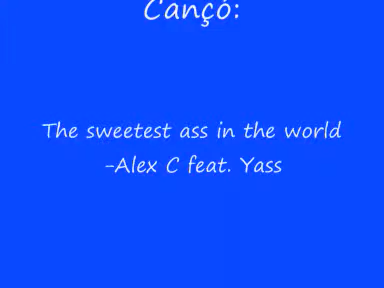 Cançó:
The sweetest ass in the world
-Alex C feat. Yass